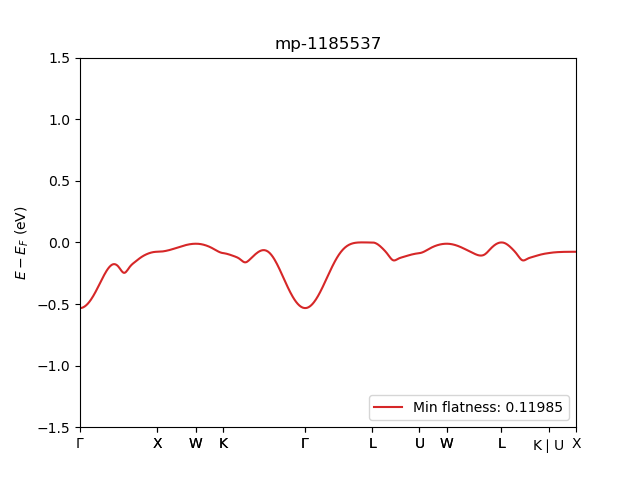 mp-1185537
E − E_F (eV)
1.5
1.0
0.5
0.0
−0.5
−1.0
−1.5
Min flatness: 0.11985
Γ X W K Γ L U W L K | U X